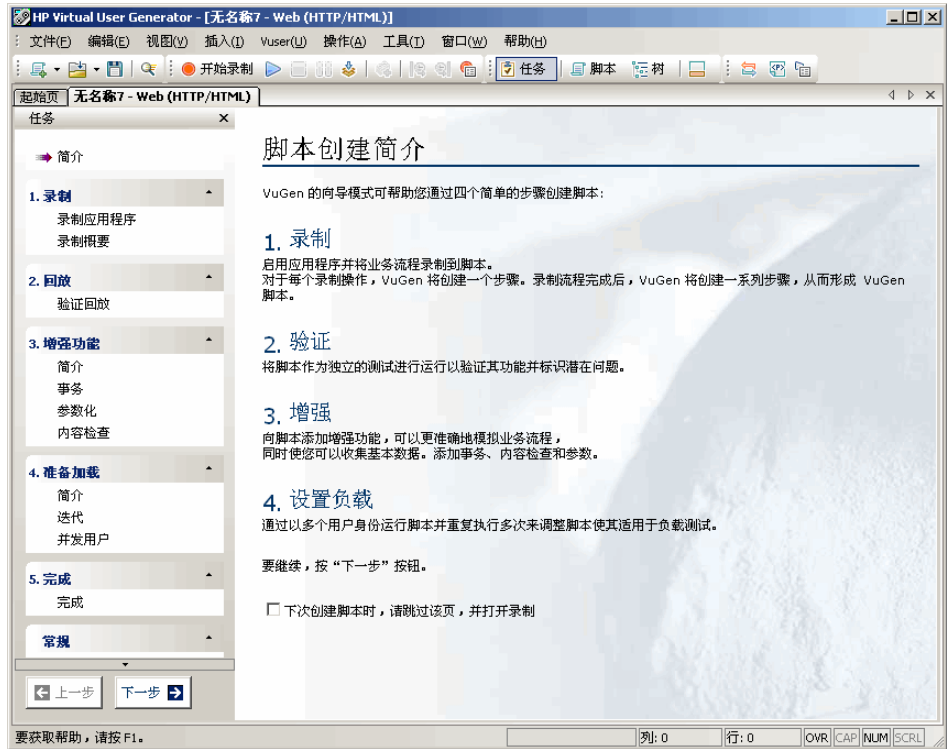 HP Virtual User Generator - [无名称7 - Web (HTTP/HTML)]
文件(F) 编辑(E) 视图(V) 插入(I) Vuser(U) 操作(A) 工具(T) 窗口(W) 帮助(H)
开始录制 任务 脚本 树
起始页 无名称7 - Web (HTTP/HTML)
任务
简介
1. 录制
录制应用程序
录制概要
2. 回放
验证回放
3. 增强功能
简介
事务
参数化
内容检查
4. 准备加载
简介
迭代
并发用户
5. 完成
完成
常规
上一步 下一步
脚本创建简介
VuGen 的向导模式可帮助您通过四个简单的步骤创建脚本:
1. 录制
启用应用程序并将业务流程录制到脚本。
对于每个录制操作，VuGen 将创建一个步骤。录制流程完成后，VuGen 将创建一系列步骤，从而形成 VuGen
脚本。
2. 验证
将脚本作为独立的测试进行运行以验证其功能并标识潜在问题。
3. 增强
向脚本添加增强功能，可以更准确地模拟业务流程，
同时使您可以收集基本数据。添加事务、内容检查和参数。
4. 设置负载
通过以多个用户身份运行脚本并重复执行多次来调整脚本使其适用于负载测试。
要继续，按“下一步”按钮。
下次创建脚本时，请跳过该页，并打开录制
要获取帮助，请按 F1。 列: 0 行: 0 OVR CAP NUM SCRL